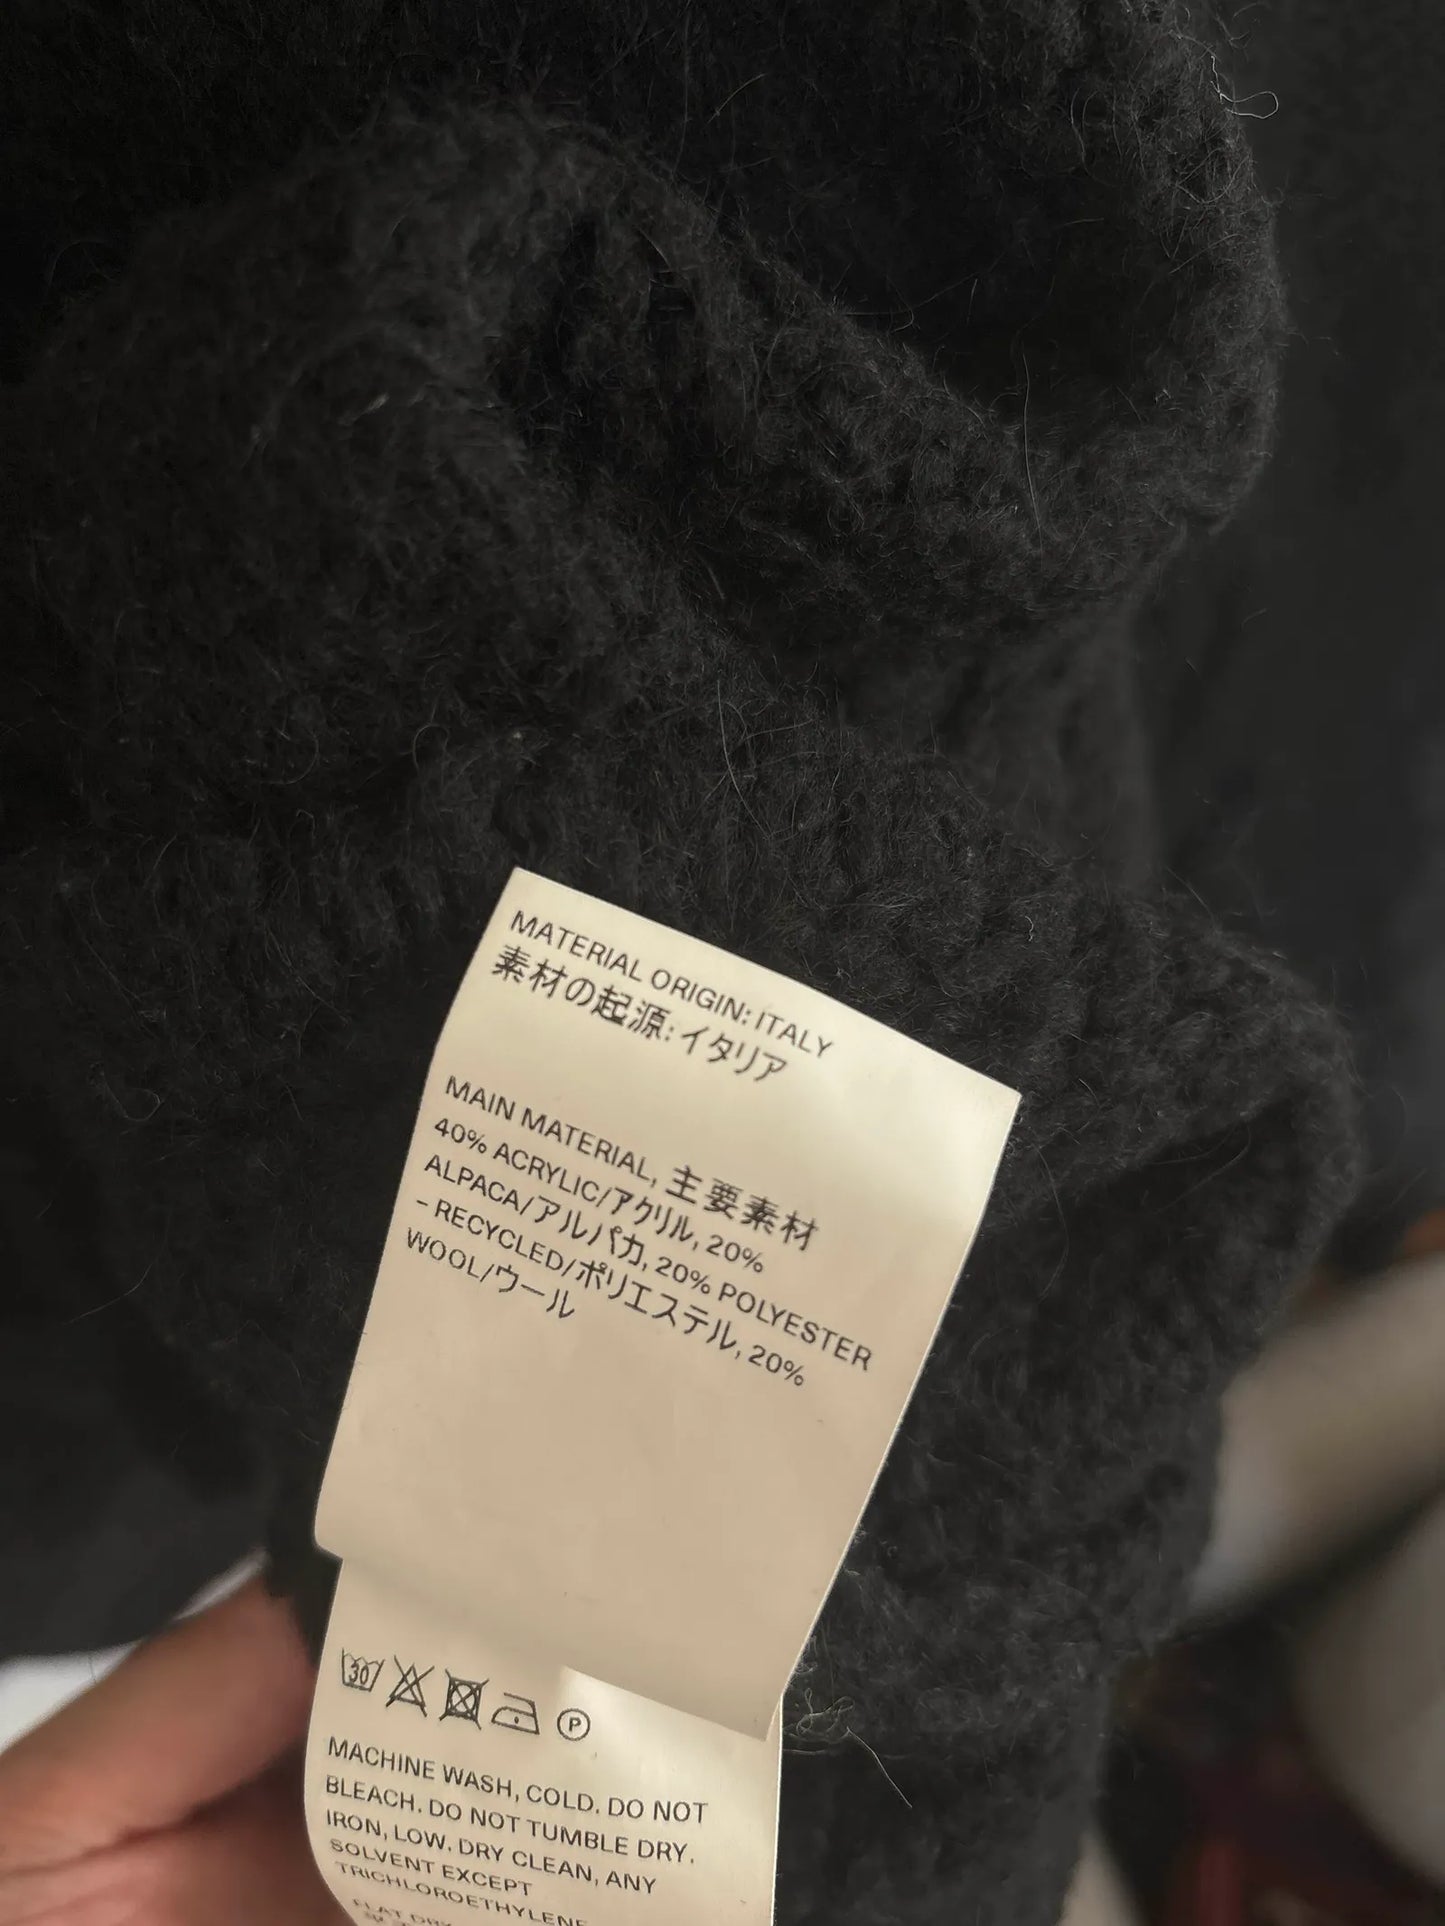 MATERIAL ORIGIN: ITALY
素材の起源: イタリア
MAIN MATERIAL, 主要素材
40% ACRYLIC/アクリル, 20%
ALPACA/アルパカ, 20% POLYESTER
- RECYCLED/ポリエステル, 20%
WOOL/ウール
30
P
MACHINE WASH, COLD. DO NOT
BLEACH. DO NOT TUMBLE DRY.
IRON, LOW. DRY CLEAN, ANY
SOLVENT EXCEPT
TRICHLOROETHYLENE
FLAT DRY